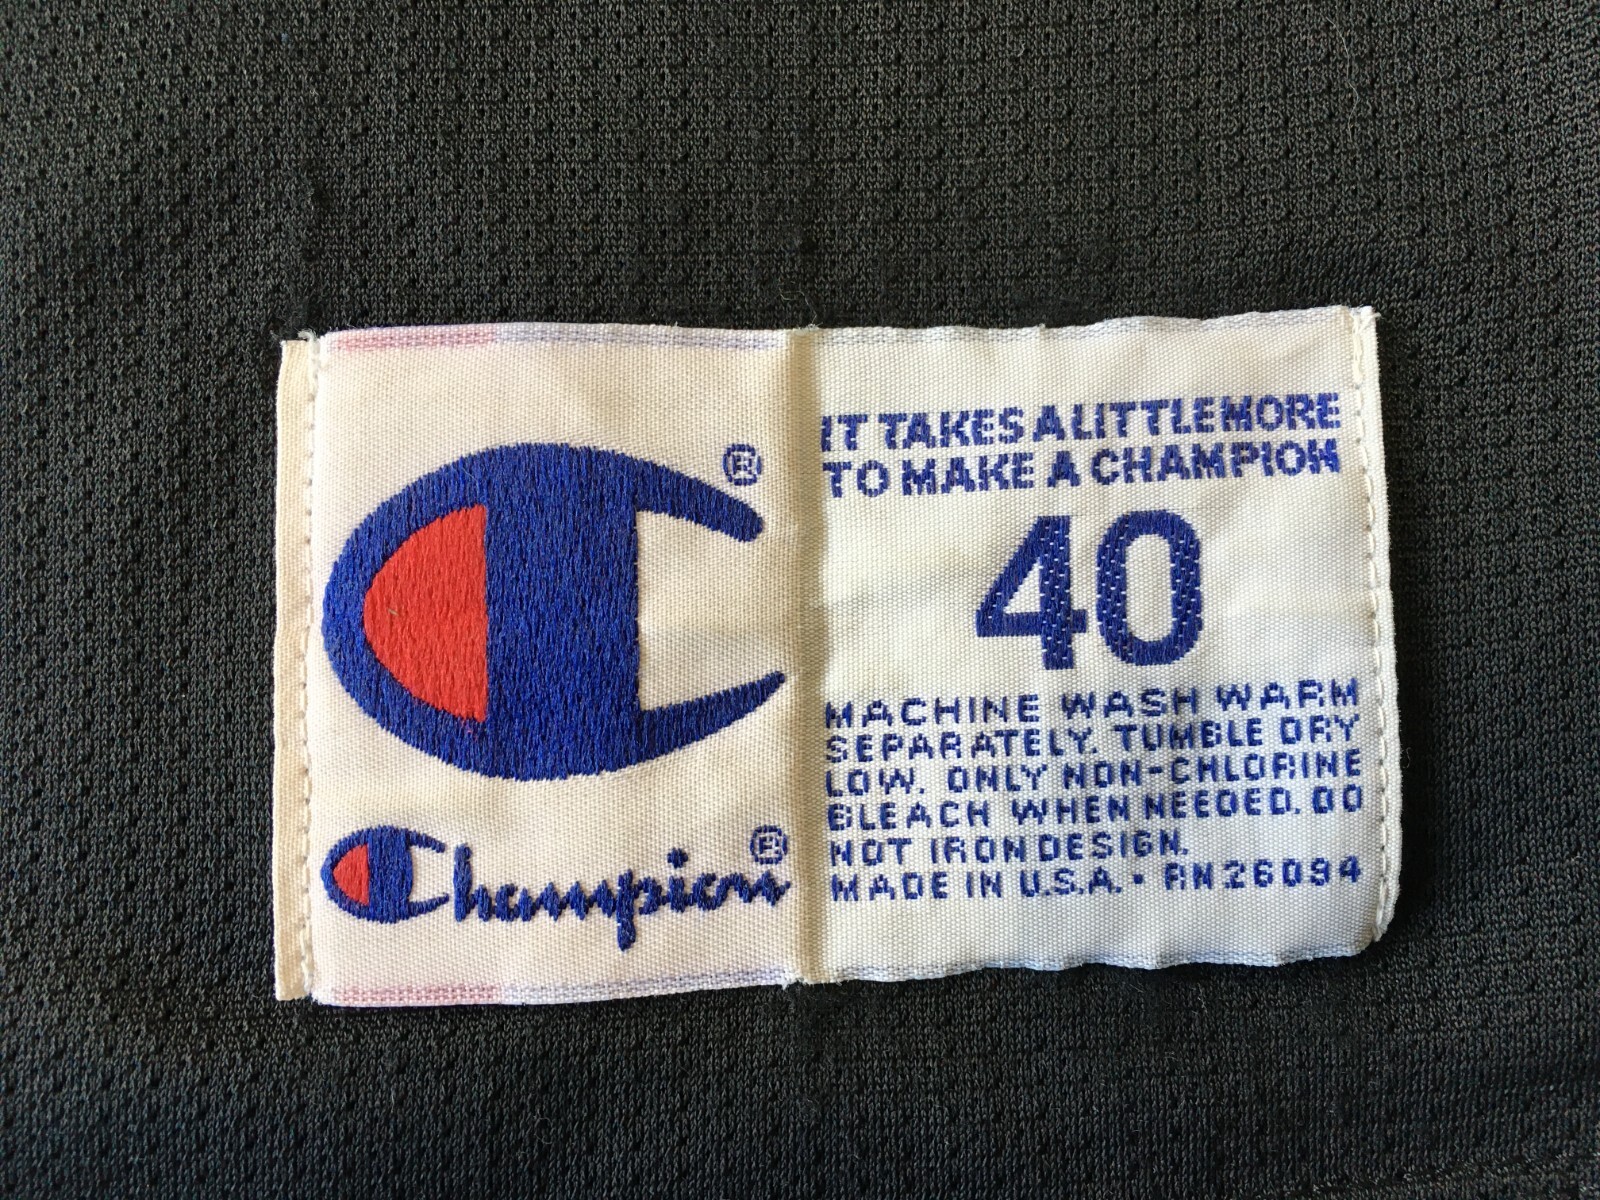 ®
Champion®
IT TAKES A LITTLE MORE
TO MAKE A CHAMPION
40
MACHINE WASH WARM
SEPARATELY. TUMBLE DRY
LOW. ONLY NON-CHLORINE
BLEACH WHEN NEEDED. DO
NOT IRON DESIGN.
MADE IN U.S.A. • RN26094